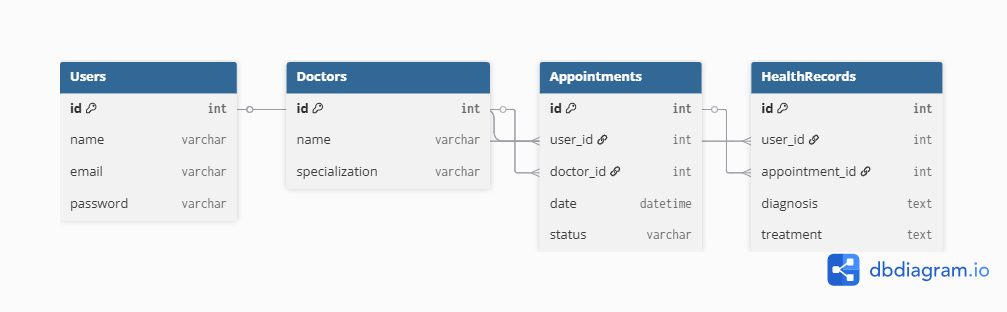 Users
id int
name varchar
email varchar
password varchar
Doctors
id int
name varchar
specialization varchar
Appointments
id int
user_id int
doctor_id int
date datetime
status varchar
HealthRecords
id int
user_id int
appointment_id int
diagnosis text
treatment text
dbdiagram.io